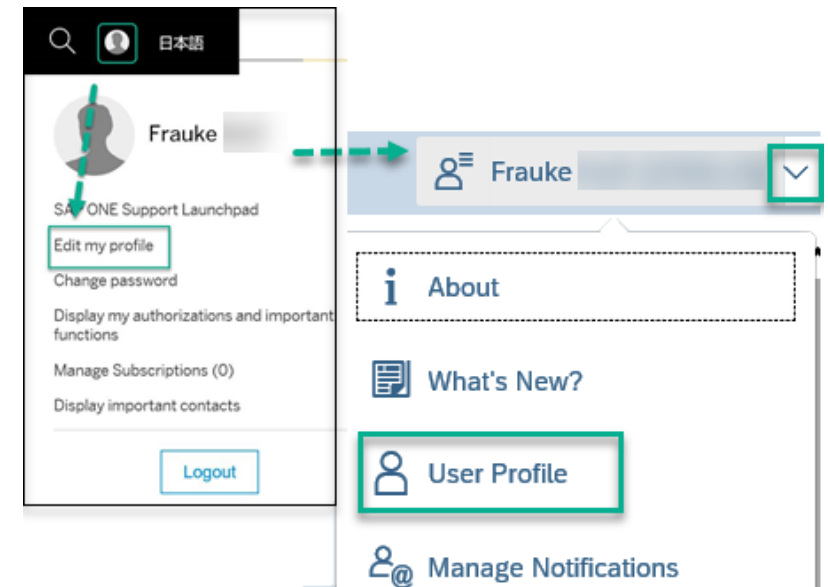 日本語
Frauke
SAP ONE Support Launchpad
Edit my profile
Change password
Display my authorizations and important
functions
Manage Subscriptions (0)
Display important contacts
Logout
Frauke
About
What's New?
User Profile
Manage Notifications